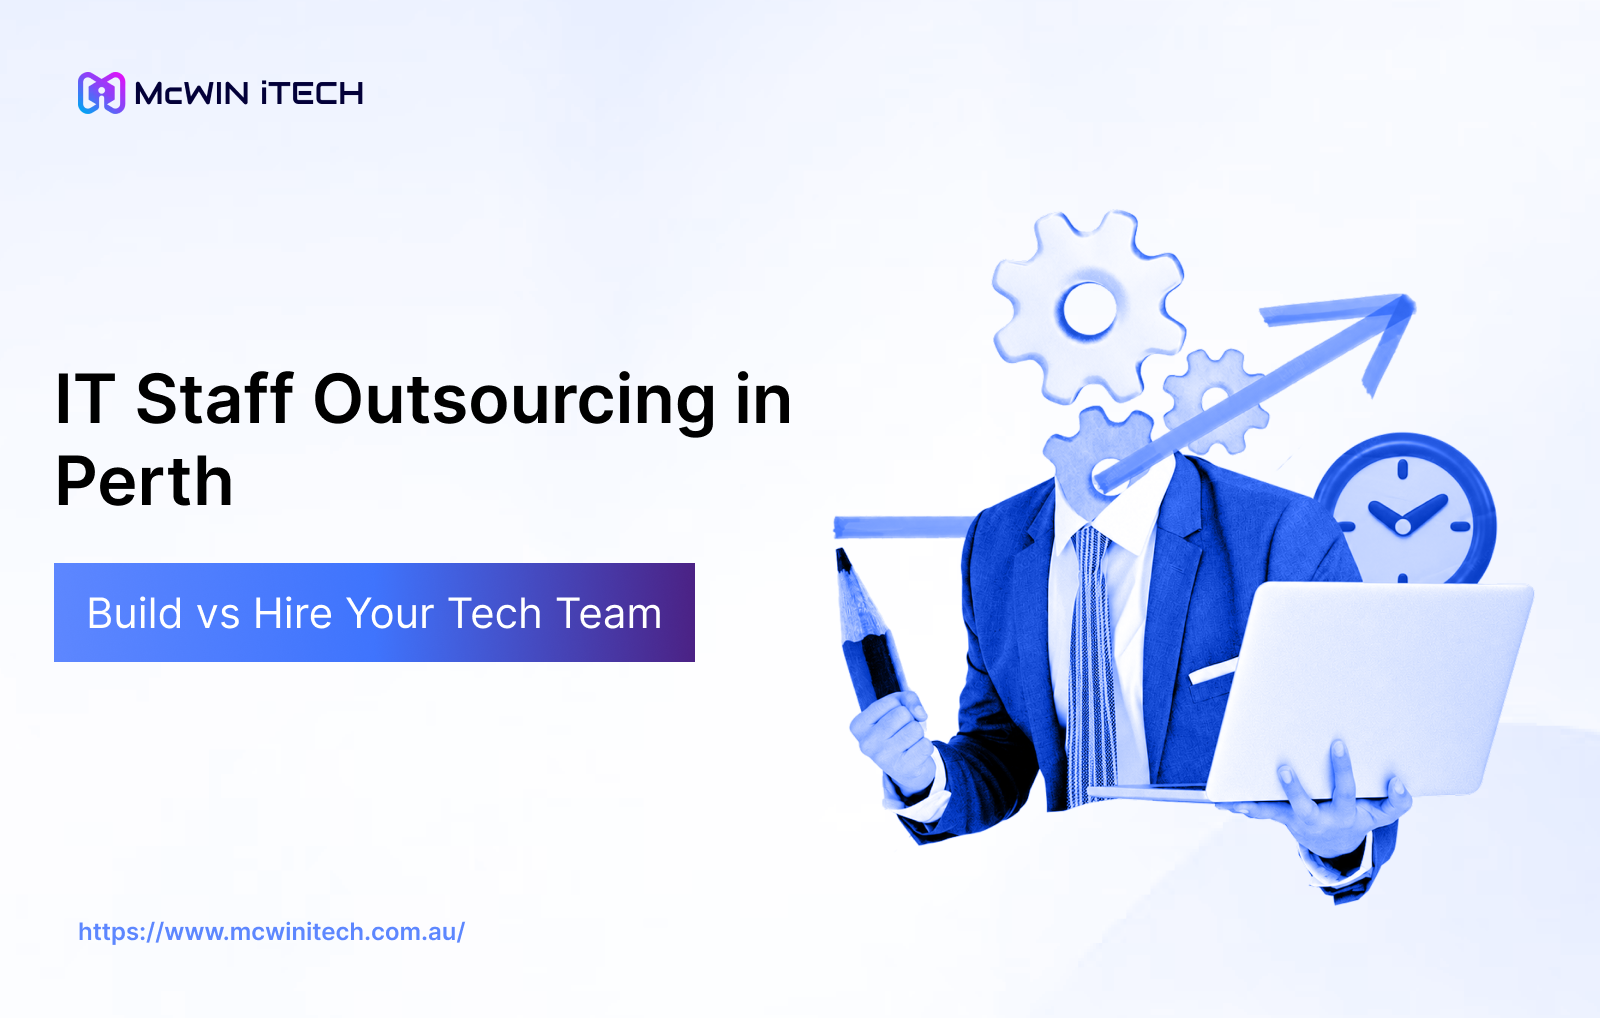 McWIN iTECH
IT Staff Outsourcing in
Perth
Build vs Hire Your Tech Team
https://www.mcwinitech.com.au/